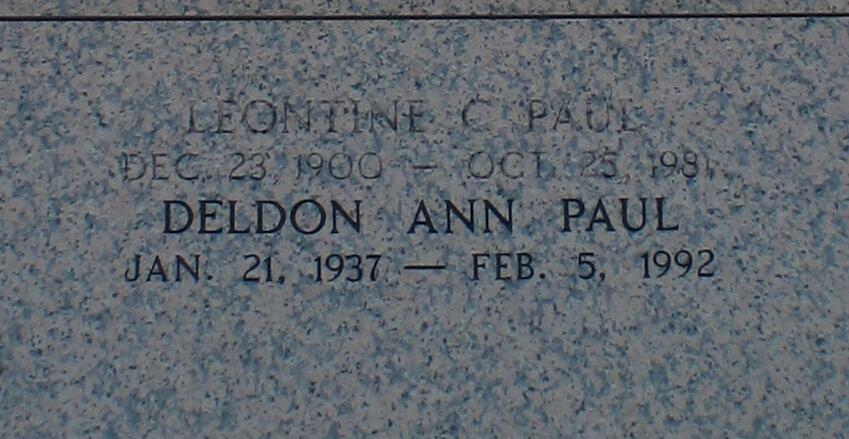 LEONTINE C PAUL
DEC. 23, 1900 — OCT. 25, 1981
DELDON ANN PAUL
JAN. 21, 1937 — FEB. 5, 1992